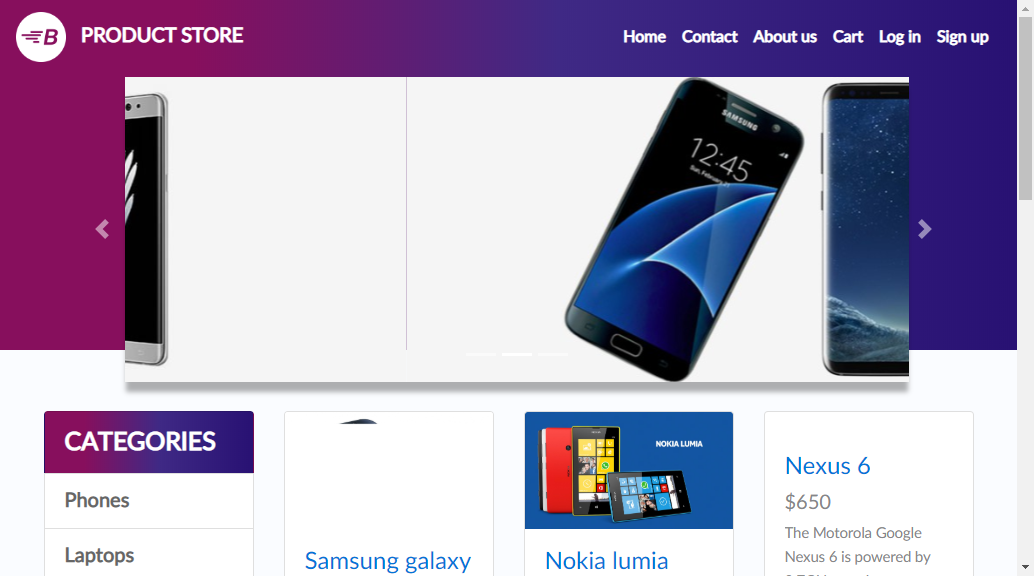 B PRODUCT STORE
Home Contact About us Cart Log in Sign up
SAMSUNG
12:45
CATEGORIES
Phones
Laptops
NOKIA LUMIA
Samsung galaxy
Nokia lumia
Nexus 6
$650
The Motorola Google
Nexus 6 is powered by